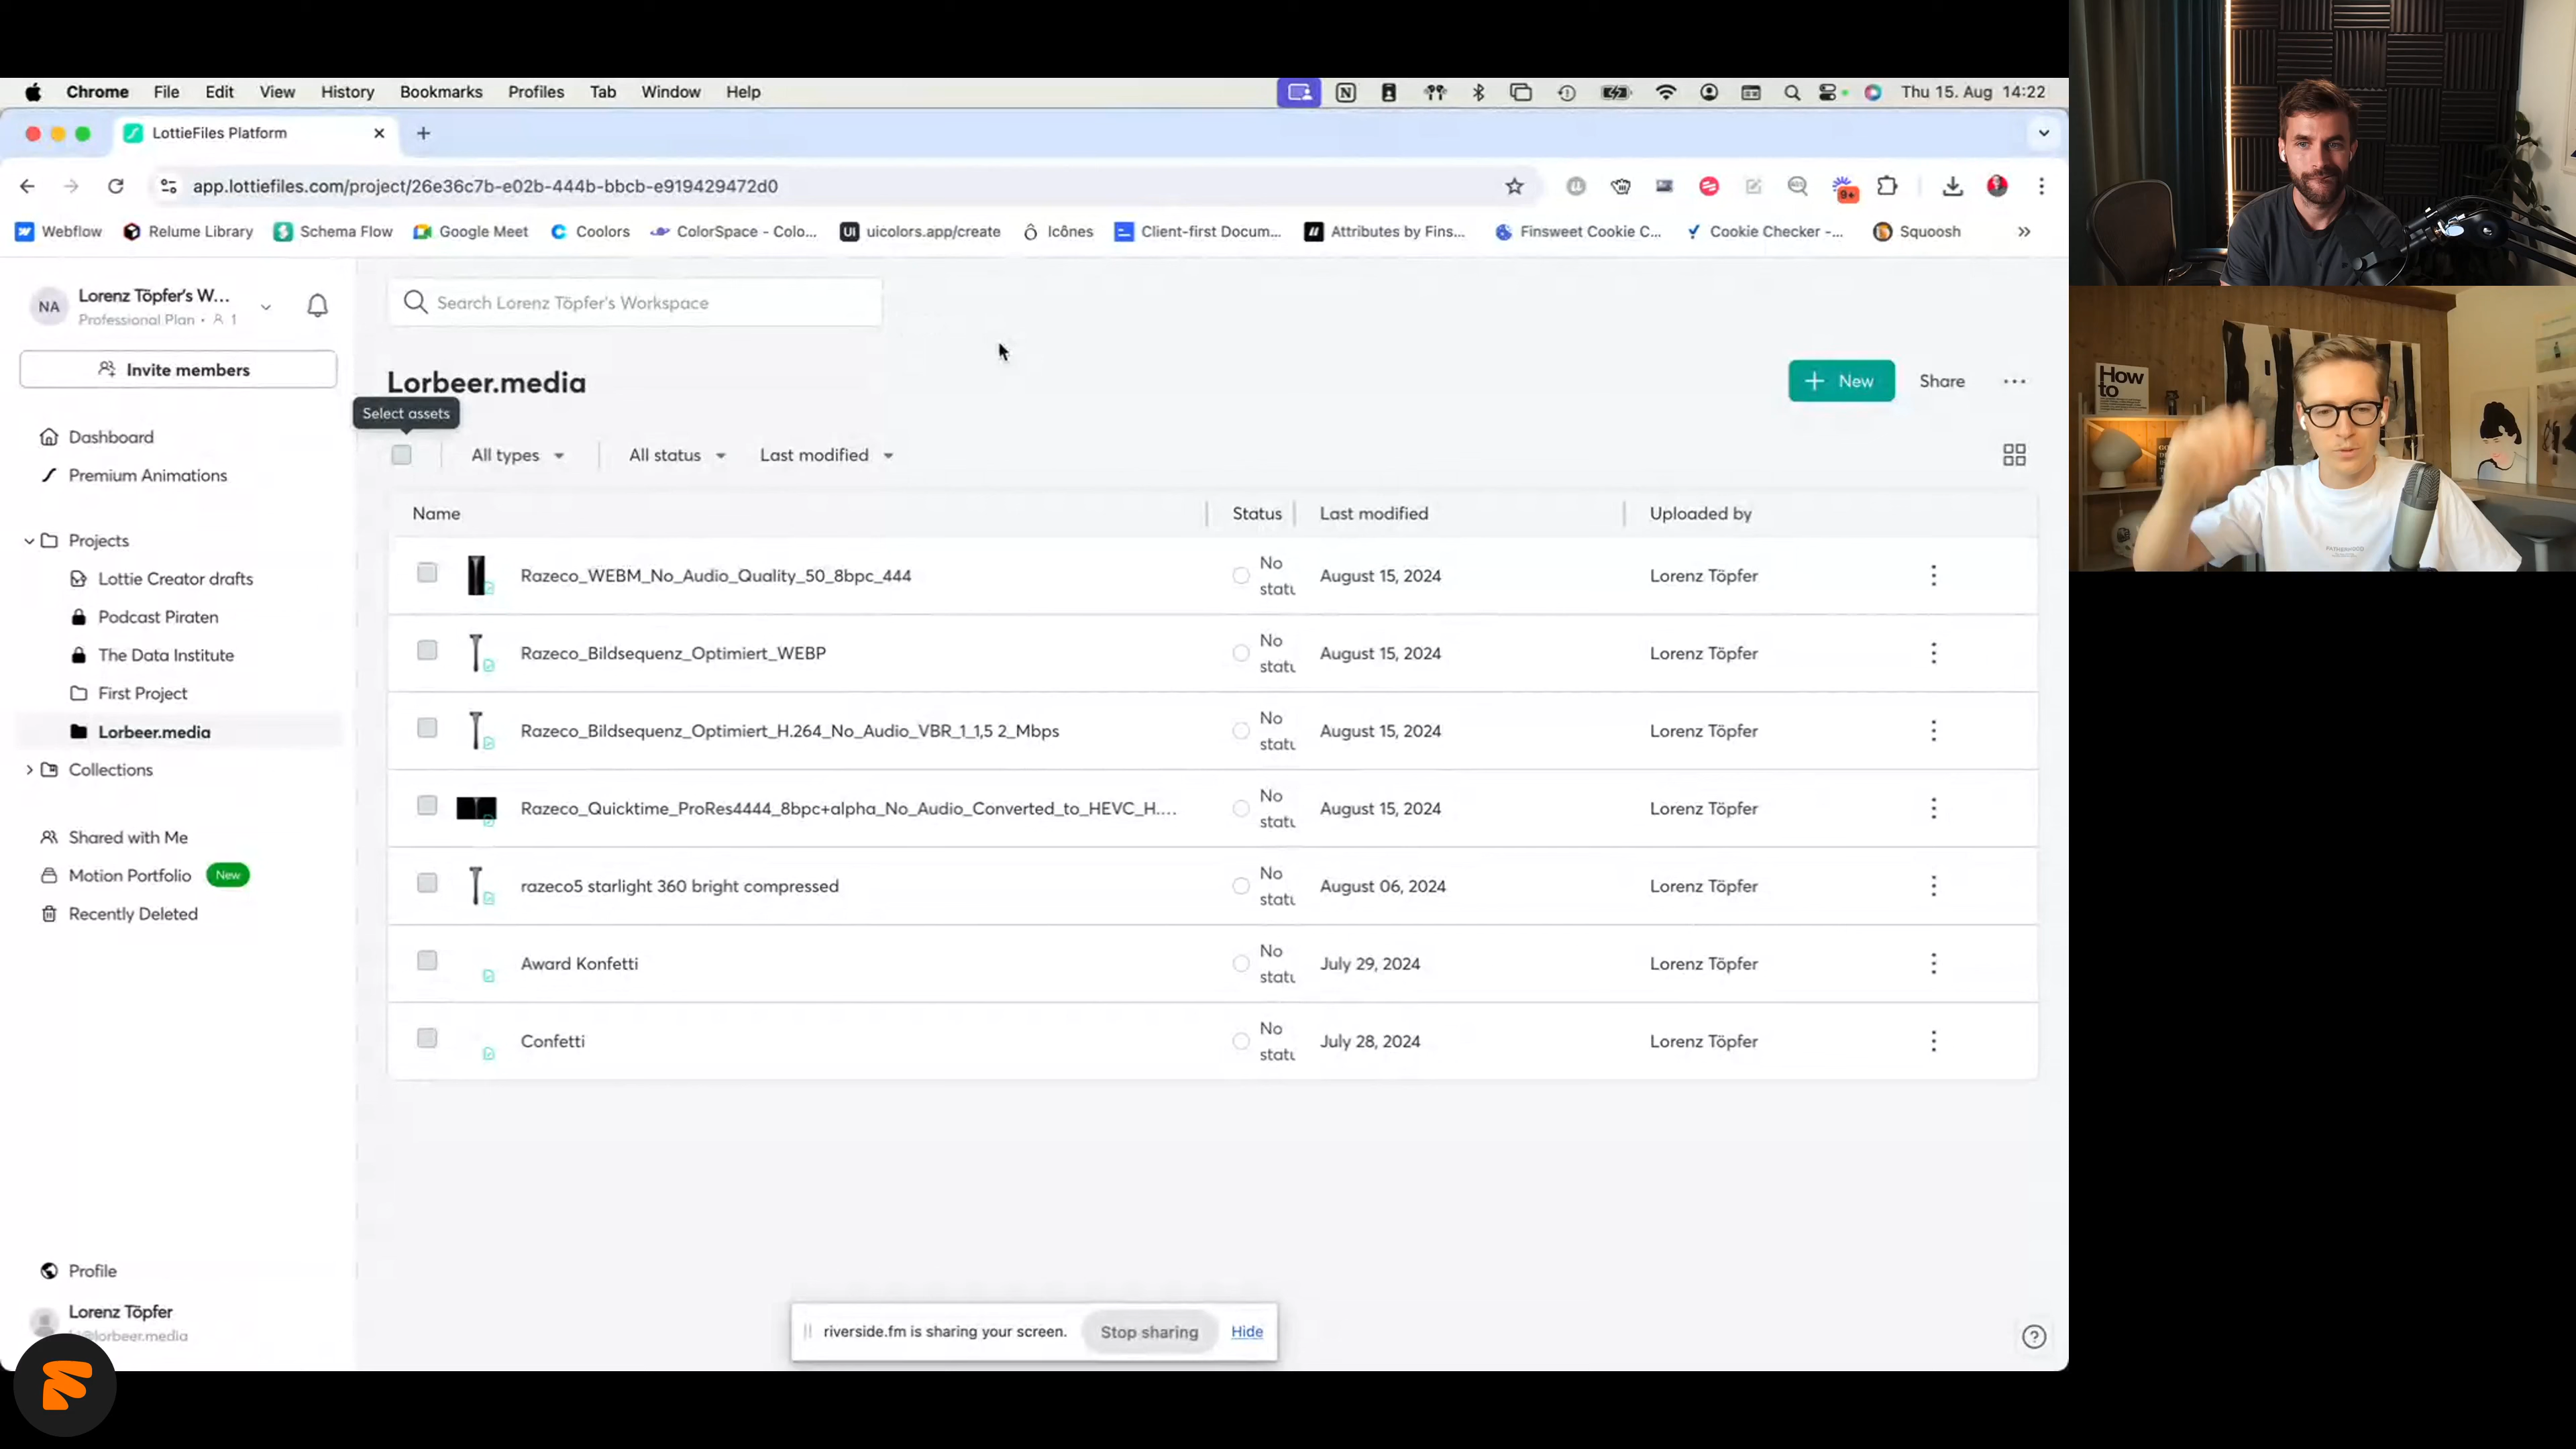 Chrome File Edit View History Bookmarks Profiles Tab Window Help
Thu 15. Aug 14:22
LottieFiles Platform
app.lottiefiles.com/project/26e36c7b-e02b-444b-bbcb-e919429472d0
9+
Webflow Relume Library Schema Flow Google Meet Coolors ColorSpace - Colo... UI uicolors.app/create Icônes Client-first Docum... Attributes by Fins... Finsweet Cookie C... Cookie Checker -... Squoosh
NA
Lorenz Töpfer's W...
Professional Plan • 1
Invite members
Dashboard
Premium Animations
Projects
Lottie Creator drafts
Podcast Piraten
The Data Institute
First Project
Lorbeer.media
Collections
Shared with Me
Motion Portfolio New
Recently Deleted
Profile
Lorenz Töpfer
lorbeer.media
Search Lorenz Töpfer's Workspace
Lorbeer.media
+ New Share
Select assets
All types All status Last modified
Name Status Last modified Uploaded by
Razeco_WEBM_No_Audio_Quality_50_8bpc_444 No statu August 15, 2024 Lorenz Töpfer
Razeco_Bildsequenz_Optimiert_WEBP No statu August 15, 2024 Lorenz Töpfer
Razeco_Bildsequenz_Optimiert_H.264_No_Audio_VBR_1_1,5 2_Mbps No statu August 15, 2024 Lorenz Töpfer
Razeco_Quicktime_ProRes4444_8bpc+alpha_No_Audio_Converted_to_HEVC_H.... No statu August 15, 2024 Lorenz Töpfer
razeco5 starlight 360 bright compressed No statu August 06, 2024 Lorenz Töpfer
Award Konfetti No statu July 29, 2024 Lorenz Töpfer
Confetti No statu July 28, 2024 Lorenz Töpfer
riverside.fm is sharing your screen. Stop sharing Hide
How
to